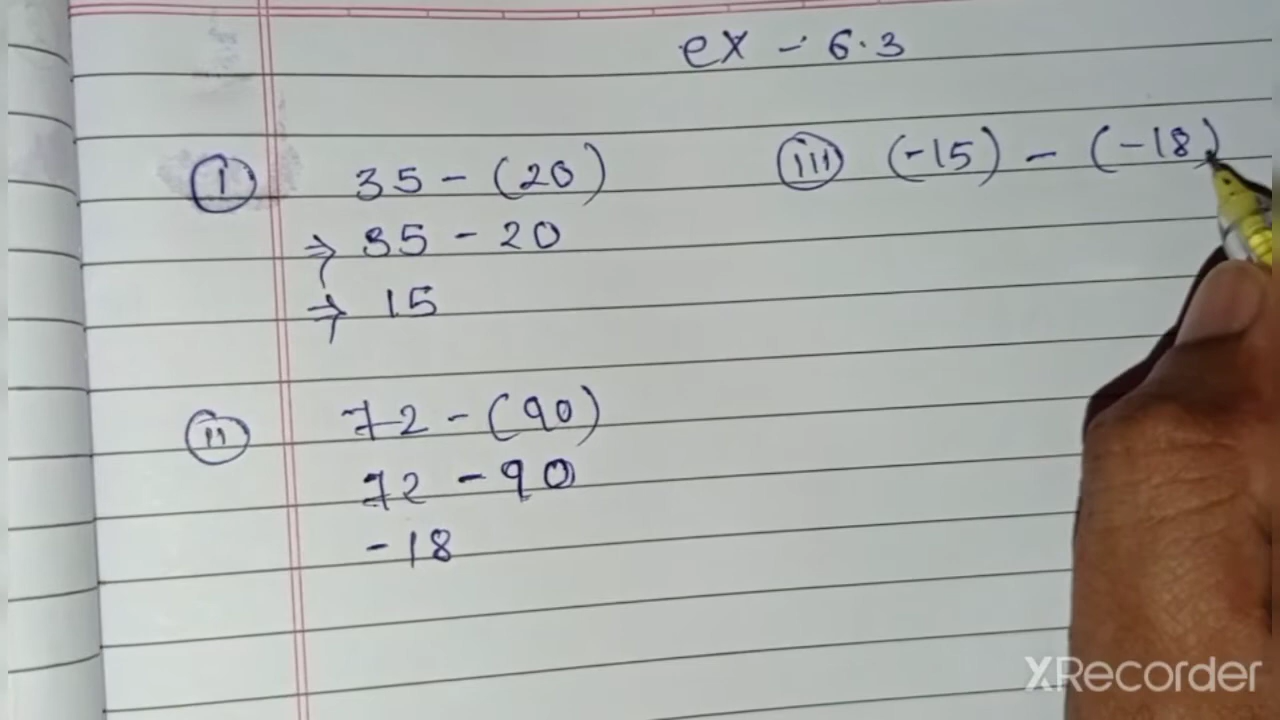 ex - 6.3
(i) 35 - (20)
⇒ 35 - 20
⇒ 15
(ii) 72 - (90)
72 - 90
- 18
(iii) (-15) - (-18)
XRecorder